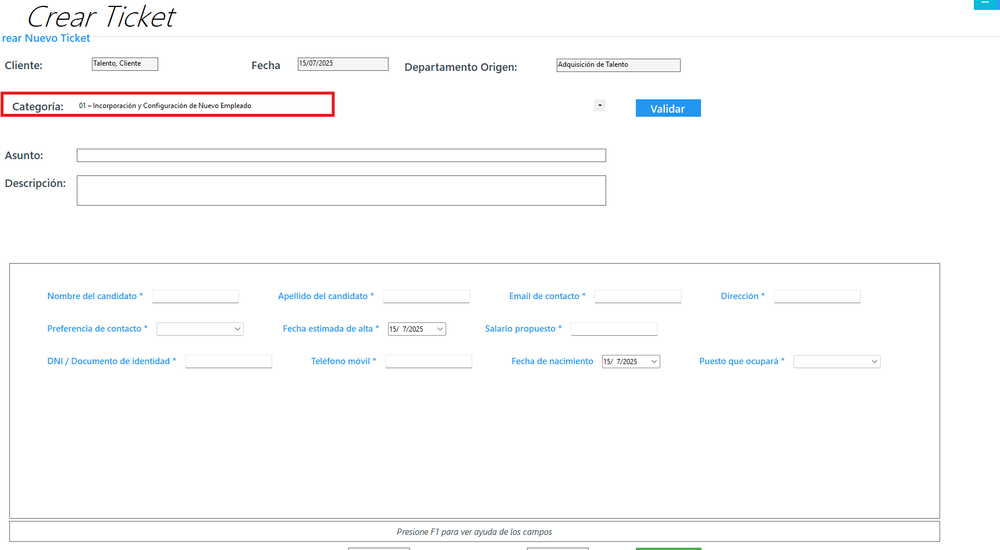 Crear Ticket
rear Nuevo Ticket
Cliente: Talento, Cliente Fecha 15/07/2025 Departamento Origen: Adquisición de Talento
Categoría: 01 – Incorporación y Configuración de Nuevo Empleado Validar
Asunto:
Descripción:
Nombre del candidato * Apellido del candidato * Email de contacto * Dirección *
Preferencia de contacto * Fecha estimada de alta * 15/ 7/2025 Salario propuesto *
DNI / Documento de identidad * Teléfono móvil * Fecha de nacimiento 15/ 7/2025 Puesto que ocupará *
Presione F1 para ver ayuda de los campos